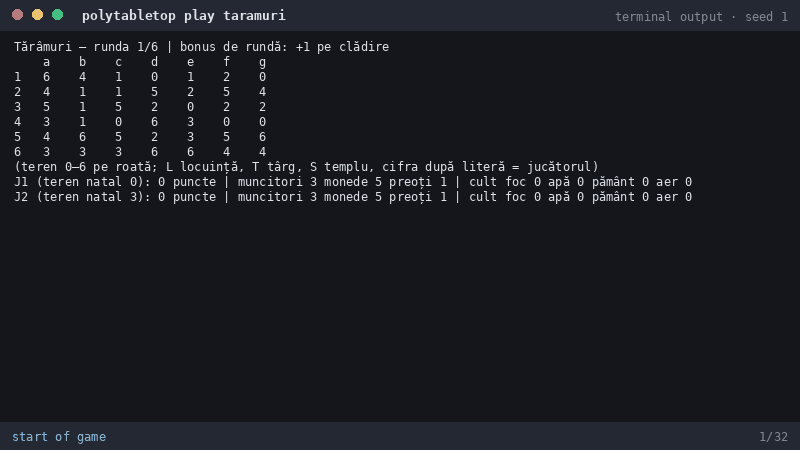 polytabletop play taramuri
terminal output · seed 1
Tărâmuri — runda 1/6 | bonus de rundă: +1 pe clădire
a b c d e f g
1 6 4 1 0 1 2 0
2 4 1 1 5 2 5 4
3 5 1 5 2 0 2 2
4 3 1 0 6 3 0 0
5 4 6 5 2 3 5 6
6 3 3 3 6 6 4 4
(teren 0–6 pe roată; L locuință, T târg, S templu, cifra după literă = jucătorul)
J1 (teren natal 0): 0 puncte | muncitori 3 monede 5 preoți 1 | cult foc 0 apă 0 pământ 0 aer 0
J2 (teren natal 3): 0 puncte | muncitori 3 monede 5 preoți 1 | cult foc 0 apă 0 pământ 0 aer 0
start of game
1/32